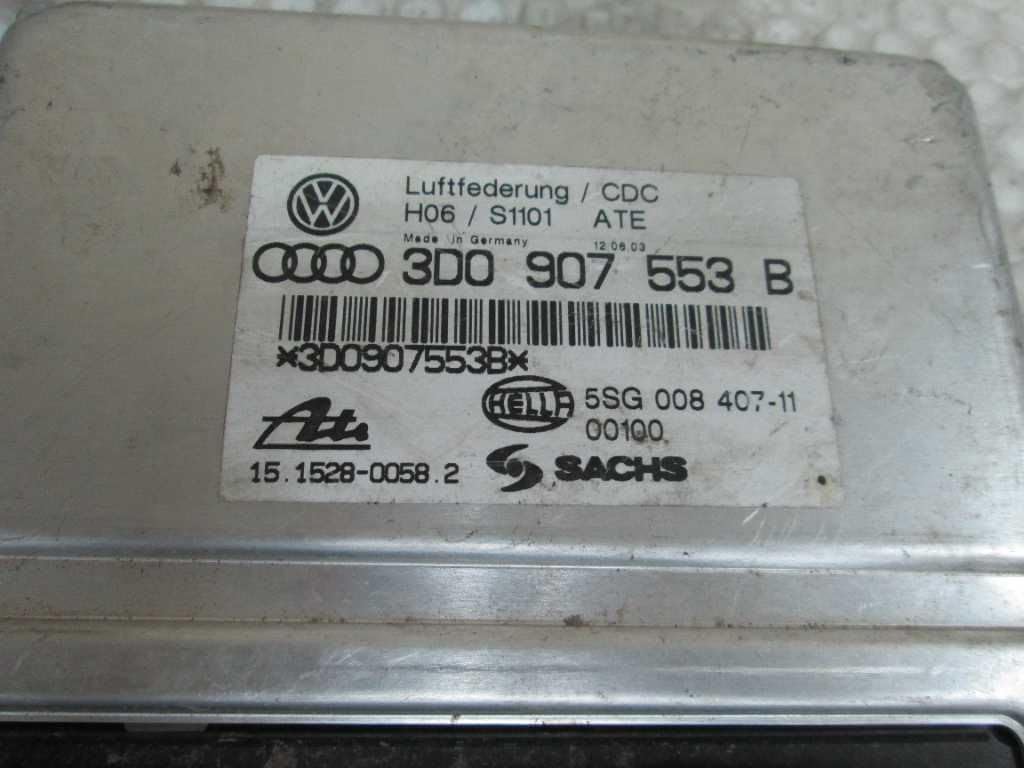 Luftfederung / CDC
H06 / S1101 ATE
Made in Germany 12.06.03
3D0 907 553 B
*3D0907553B*
HELLA 5SG 008 407-11
00100
Ate
15.1528-0058.2 SACHS